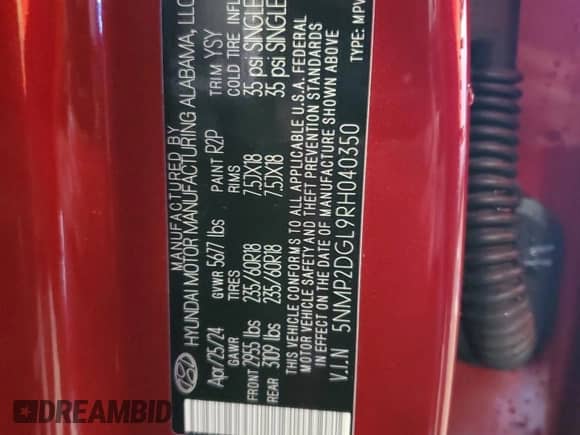 MANUFACTURED BY
HYUNDAI MOTOR MANUFACTURING ALABAMA, LLC
Apr/25/24 GVWR 5677 lbs PAINT R2P TRIM YSY
GAWR TIRES RIMS COLD TIRE INFL
FRONT 2955 lbs 235/60R18 7.5JX18 35 psi SINGLE
REAR 3109 lbs 235/60R18 7.5JX18 35 psi SINGLE
THIS VEHICLE CONFORMS TO ALL APPLICABLE U.S.A. FEDERAL
MOTOR VEHICLE SAFETY AND THEFT PREVENTION STANDARDS
IN EFFECT ON THE DATE OF MANUFACTURE SHOWN ABOVE
V.I.N 5NMP2DGL9RH040350 TYPE: MPV
DREAMBID